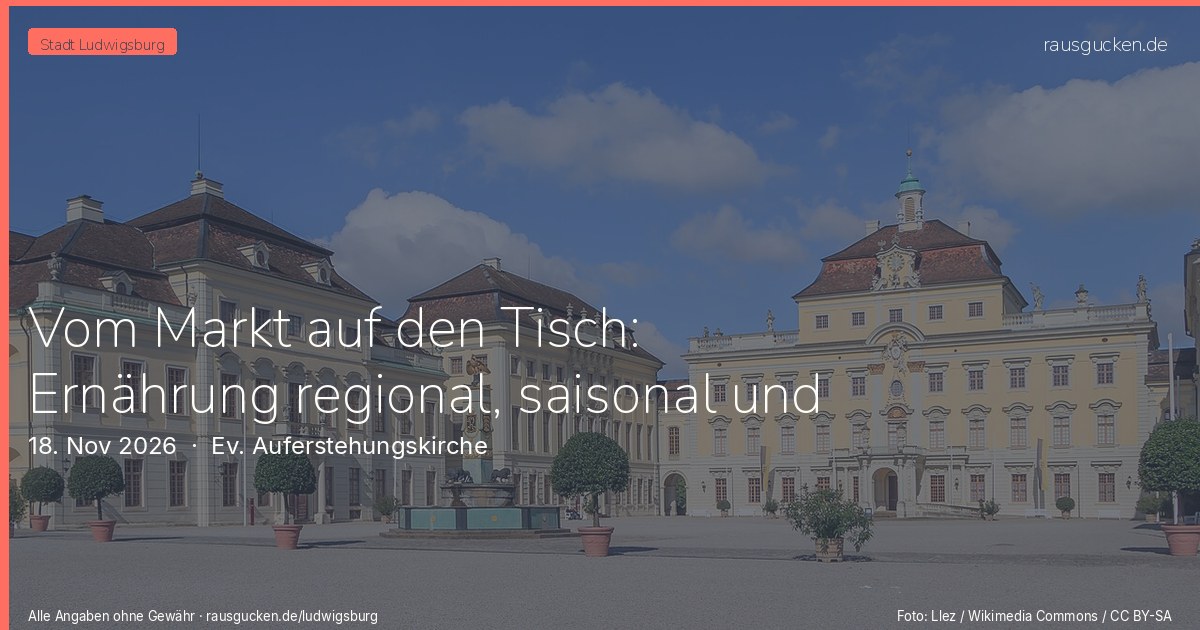 Stadt Ludwigsburg
rausgucken.de
Vom Markt auf den Tisch:
Ernährung regional, saisonal und
18. Nov 2026 · Ev. Auferstehungskirche
Alle Angaben ohne Gewähr · rausgucken.de/ludwigsburg
Foto: Llez / Wikimedia Commons / CC BY-SA